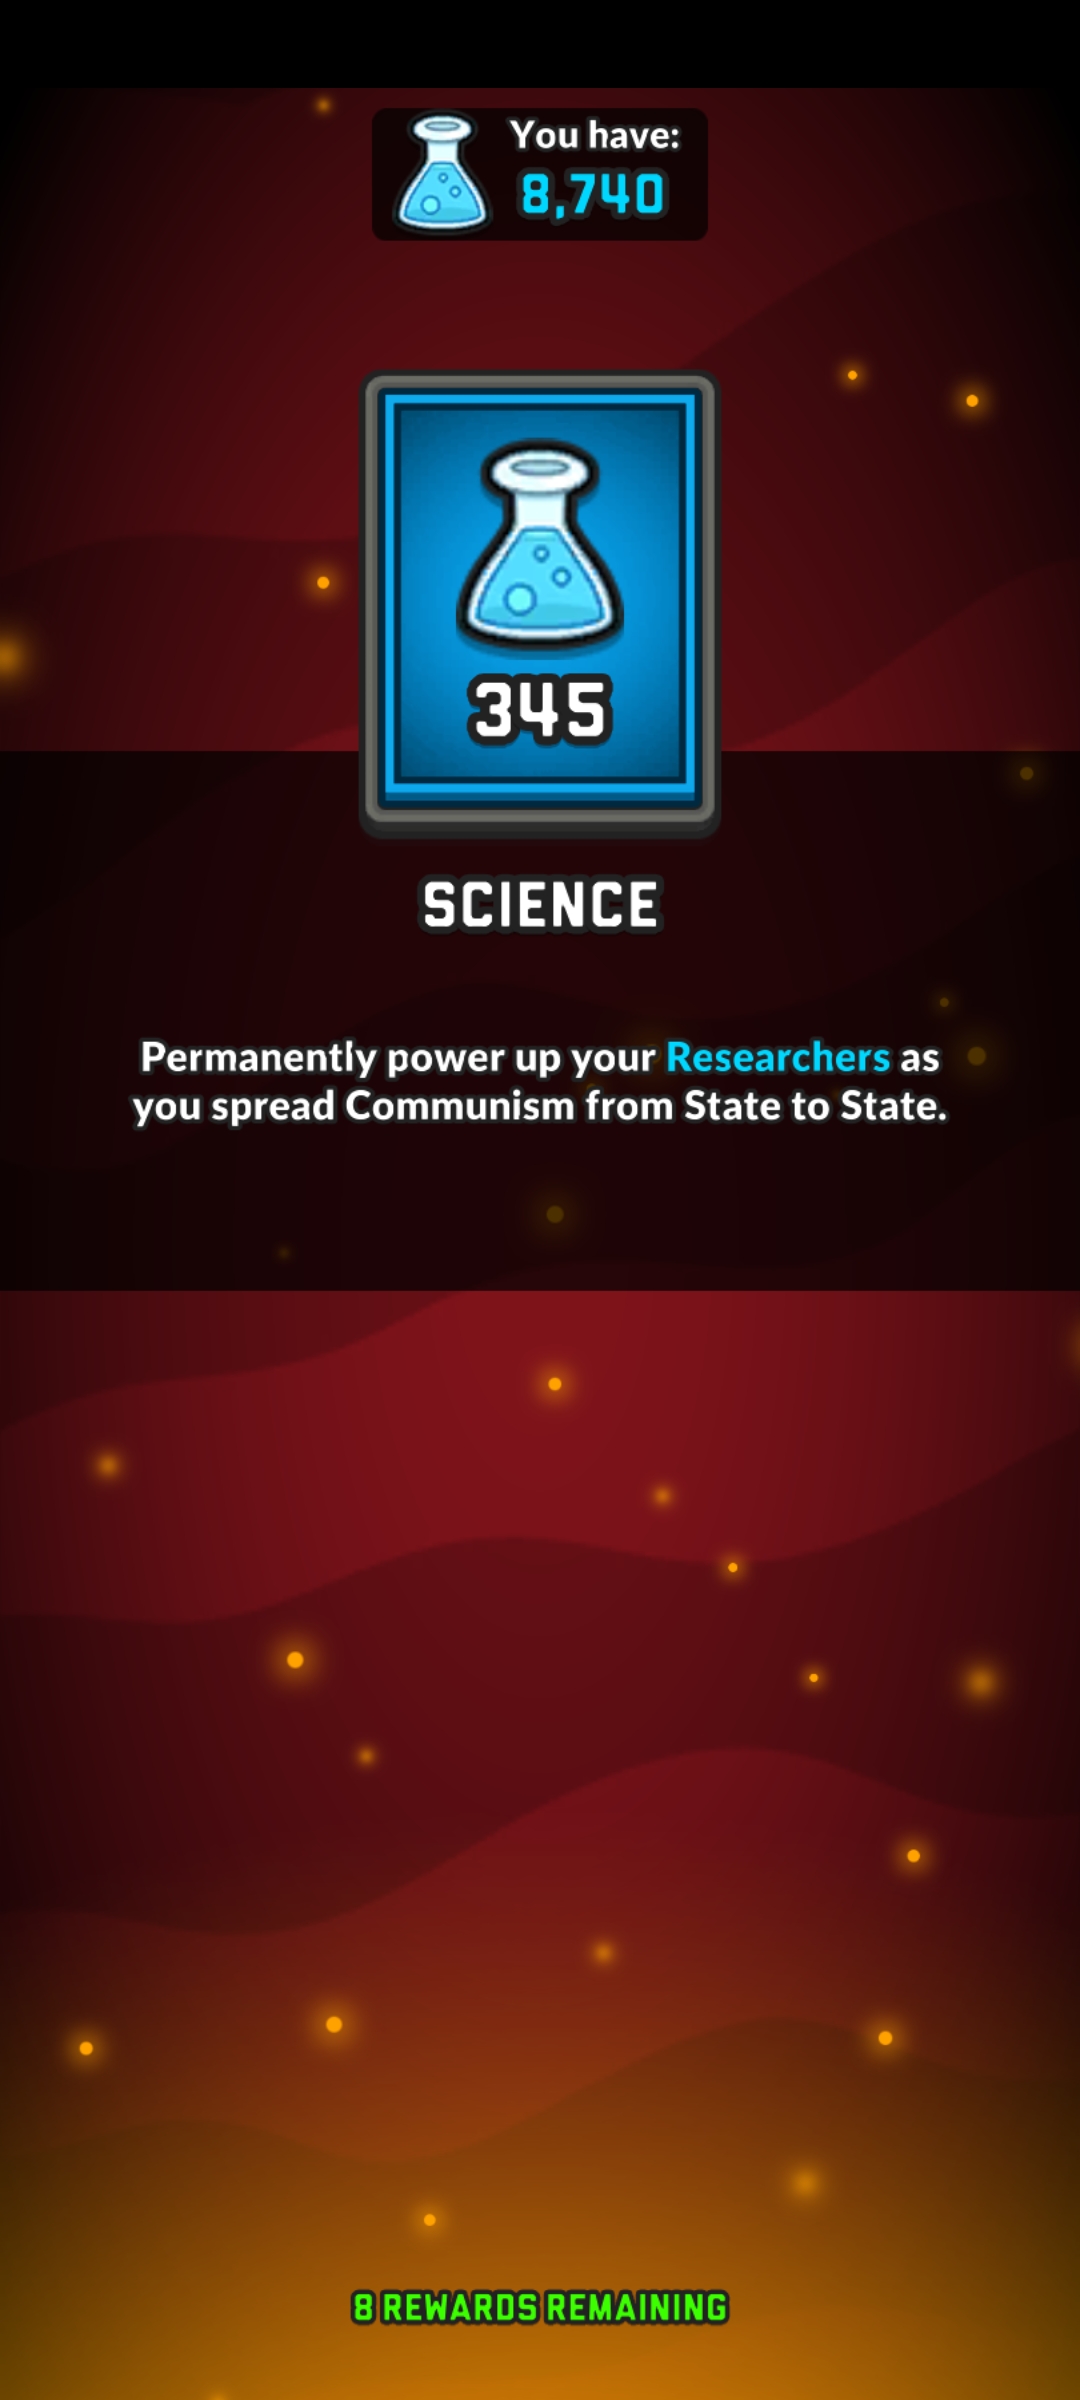 You have:
8,740
345
SCIENCE
Permanently power up your Researchers as
you spread Communism from State to State.
8 REWARDS REMAINING